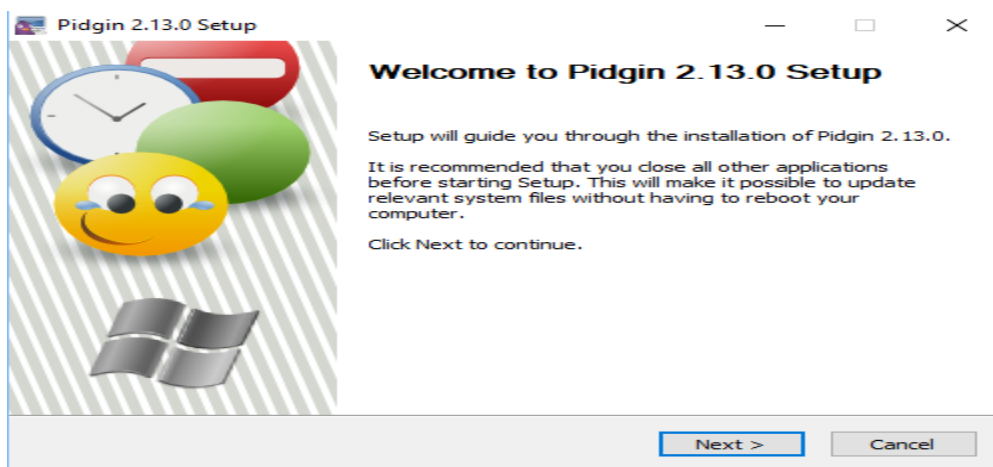 Pidgin 2.13.0 Setup
Welcome to Pidgin 2.13.0 Setup
Setup will guide you through the installation of Pidgin 2.13.0.
It is recommended that you close all other applications
before starting Setup. This will make it possible to update
relevant system files without having to reboot your
computer.
Click Next to continue.
Next >
Cancel